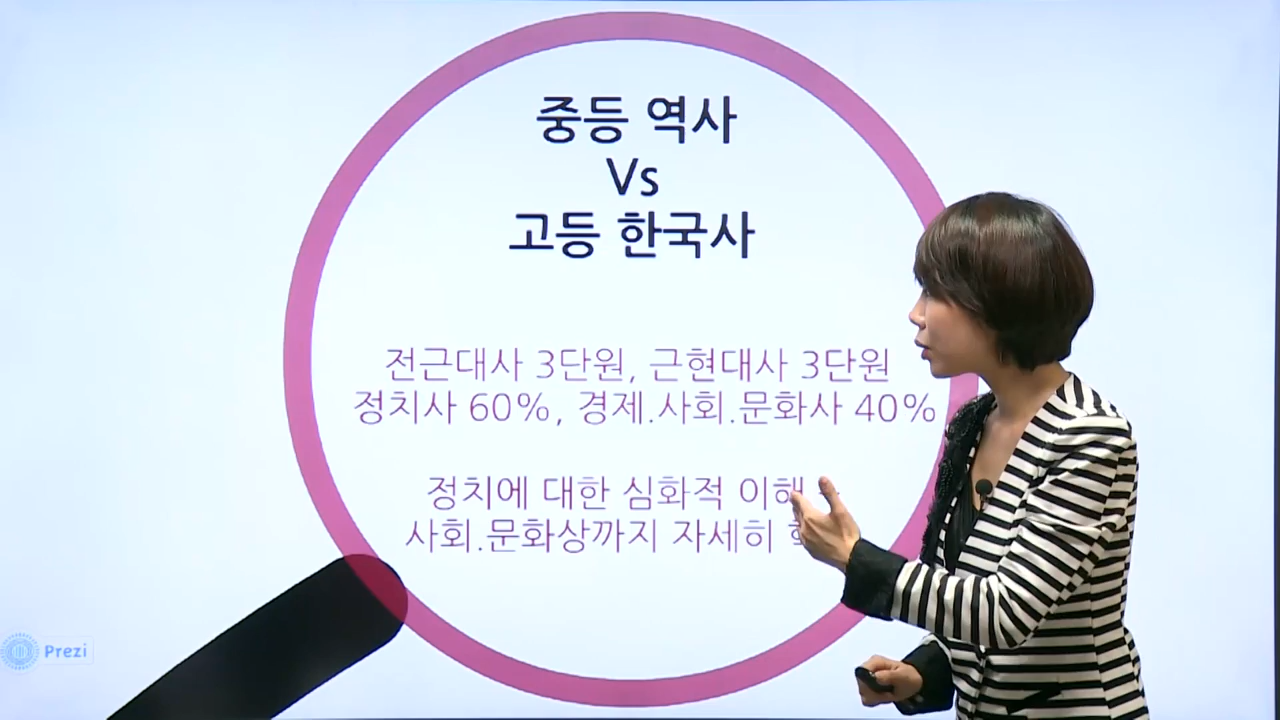 중등 역사
Vs
고등 한국사
전근대사 3단원, 근현대사 3단원
정치사 60%, 경제.사회.문화사 40%
정치에 대한 심화적 이해
사회.문화상까지 자세히
Prezi